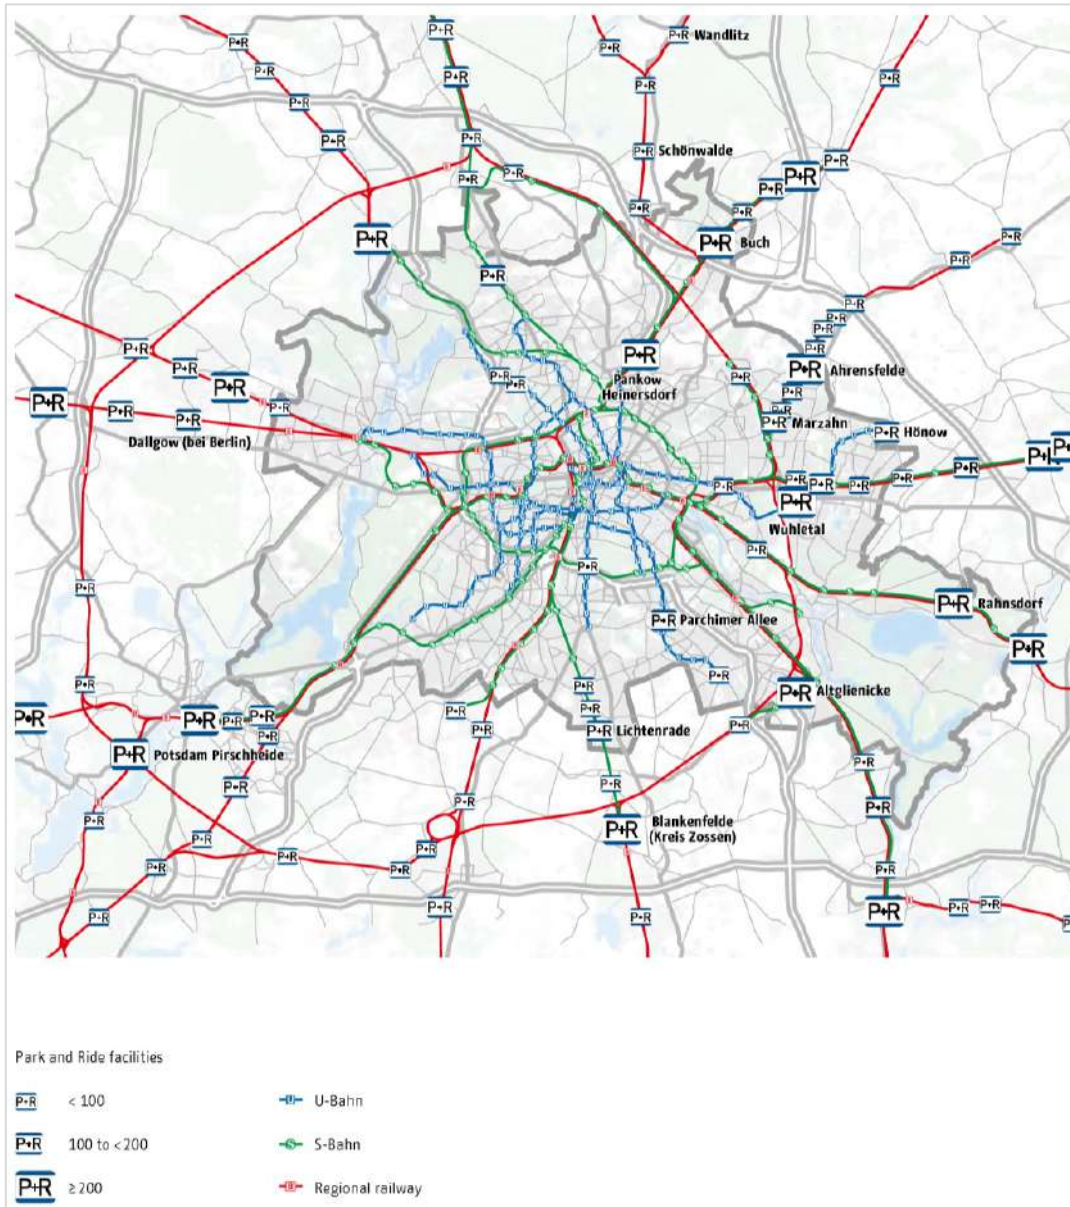 Wandlitz
Schönwalde
Buch
Pankow
Heinersdorf
Ahrensfelde
Marzahn
Hönow
Dallgow (bei Berlin)
Wuhletal
Rahnsdorf
Parchimer Allee
Altglienicke
Lichtenrade
Potsdam Pirschheide
Blankenfelde
(Kreis Zossen)
Park and Ride facilities
P+R < 100
U-Bahn
P+R 100 to <200
S S-Bahn
P+R ≥ 200
R Regional railway